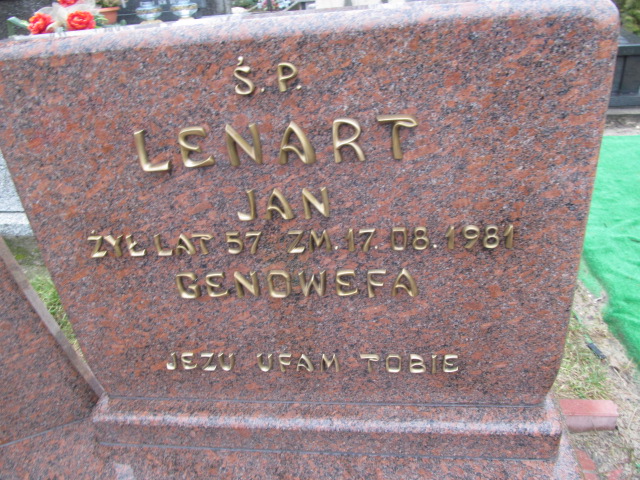 Ś.P.
LENART
JAN
ŻYŁ LAT 57 ZM. 17.08.1981
GENOWEFA
JEZU UFAM TOBIE